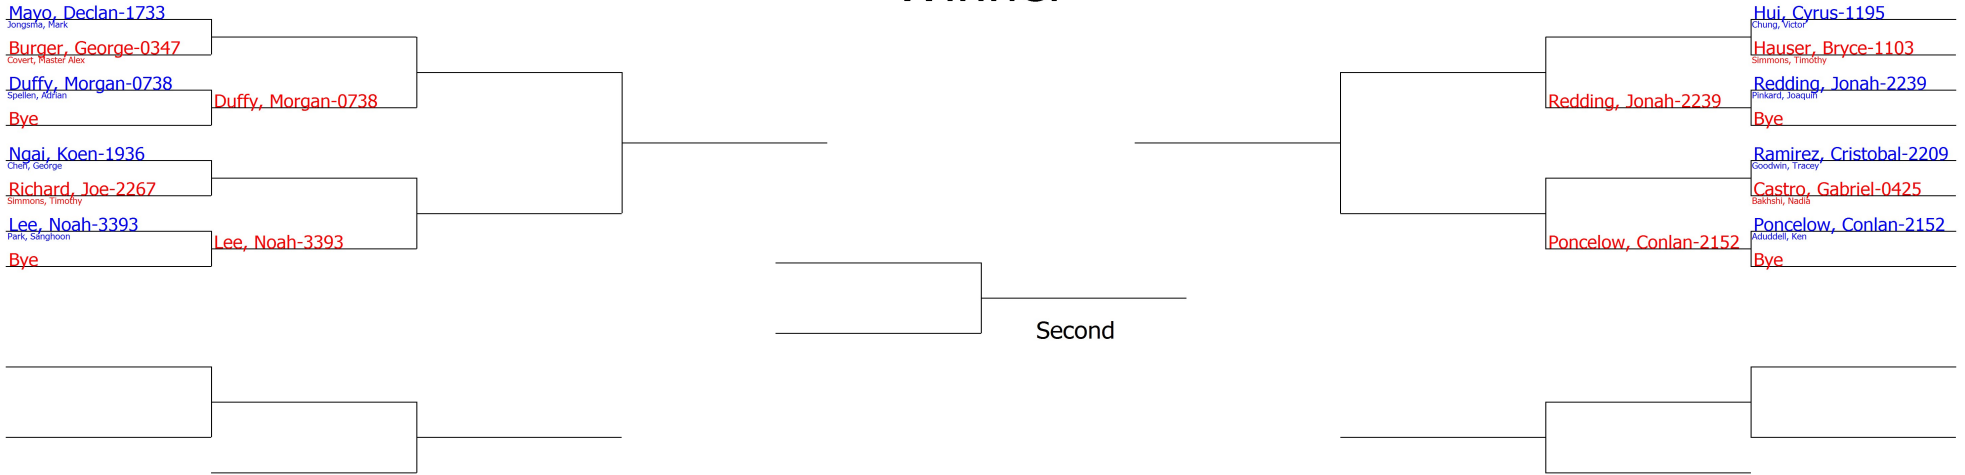 Winner
Mayo, Declan-1733
Jongsma, Mark
Burger, George-0347
Covert, Master Alex
Duffy, Morgan-0738
Spellen, Adrian
Bye
Duffy, Morgan-0738
Ngai, Koen-1936
Chen, George
Richard, Joe-2267
Simmons, Timothy
Lee, Noah-3393
Park, Sanghoon
Bye
Lee, Noah-3393
Second
Hui, Cyrus-1195
Chung, Victor
Hauser, Bryce-1103
Simmons, Timothy
Redding, Jonah-2239
Redding, Jonah-2239
Pinkard, Joaquin
Bye
Ramirez, Cristobal-2209
Goodwin, Tracey
Castro, Gabriel-0425
Bakhshi, Nadia
Poncelow, Conlan-2152
Poncelow, Conlan-2152
Aduddell, Ken
Bye